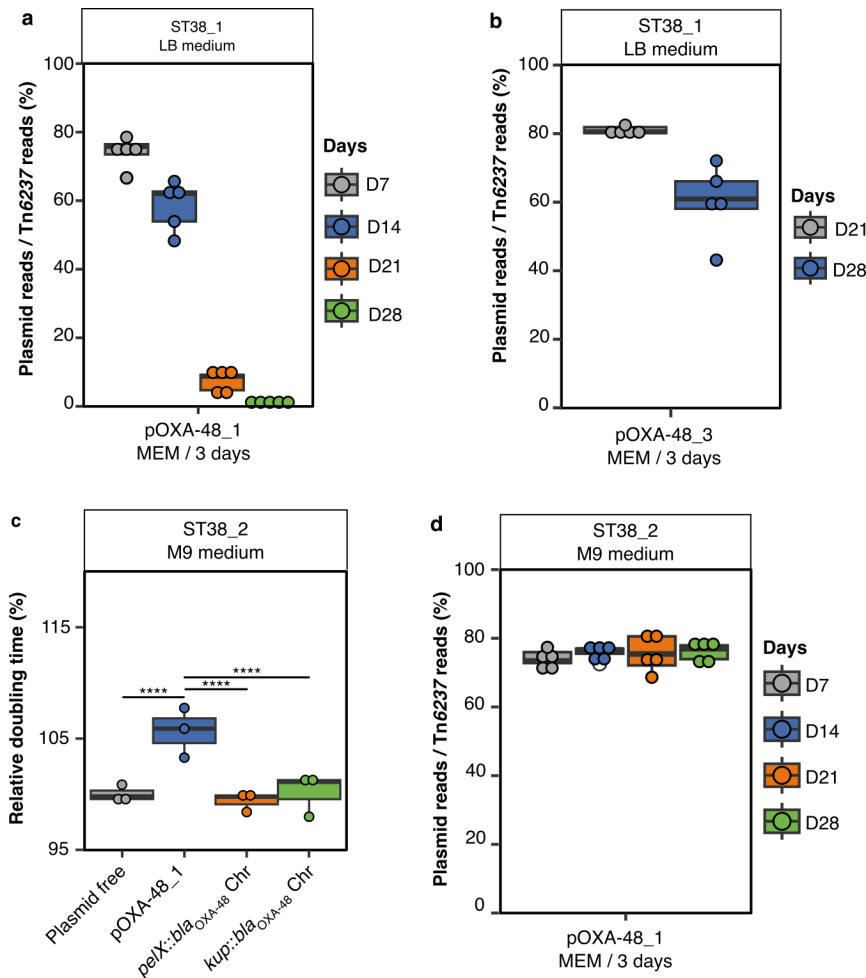 a
ST38_1
LB medium
Plasmid reads / Tn6237 reads (%)
100
80
60
40
20
0
pOXA-48_1
MEM / 3 days
Days
D7
D14
D21
D28
b
ST38_1
LB medium
Plasmid reads / Tn6237 reads (%)
100
80
60
40
20
0
pOXA-48_3
MEM / 3 days
Days
D21
D28
c
ST38_2
M9 medium
Relative doubling time (%)
115
105
95
****
****
****
Plasmid free
pOXA-48_1
pelX::blaOXA-48 Chr
kup::blaOXA-48 Chr
d
ST38_2
M9 medium
Plasmid reads / Tn6237 reads (%)
100
80
60
40
20
0
pOXA-48_1
MEM / 3 days
Days
D7
D14
D21
D28